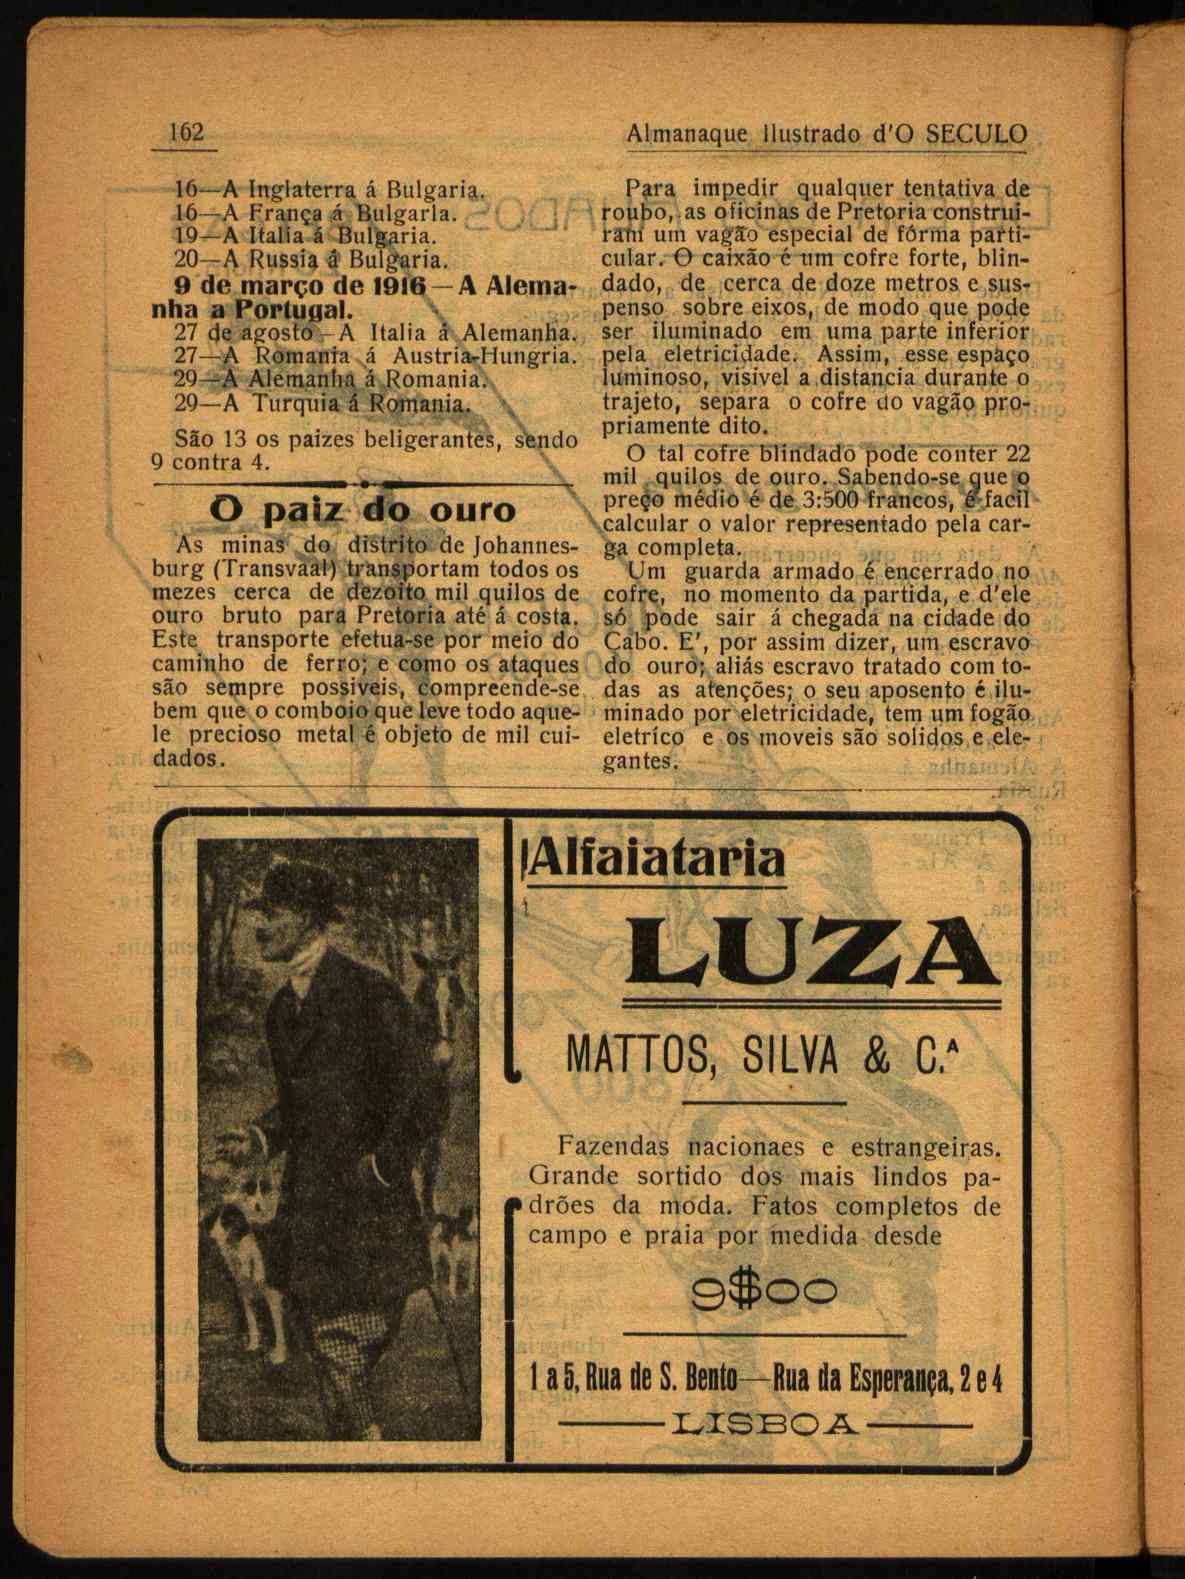 162
Almanaque Ilustrado d'O SECULO
16—A Inglaterra á Bulgaria.
16—A França á Bulgaria.
19—A Italia á Bulgaria.
20—A Russia á Bulgaria.
9 de março de 1916—A Alema-
nha a Portugal.
27 de agosto—A Italia á Alemanha.
27—A Romania á Austria-Hungria.
29—A Alemanha á Romania.
29—A Turquia á Romania.
São 13 os paizes beligerantes, sendo
9 contra 4.
O paiz do ouro
As minas do distrito de Johannes-
burg (Transvaal) transportam todos os
mezes cerca de dezoito mil quilos de
ouro bruto para Pretoria até á costa.
Este transporte efetua-se por meio do
caminho de ferro; e como os ataques
são sempre possiveis, compreende-se
bem que o comboio que leve todo aque-
le precioso metal é objeto de mil cui-
dados.
Para impedir qualquer tentativa de
roubo, as oficinas de Pretoria construi-
ram um vagão especial de fórma parti-
cular. O caixão é um cofre forte, blin-
dado, de cerca de doze metros e sus-
penso sobre eixos, de modo que pode
ser iluminado em uma parte inferior
pela eletricidade. Assim, esse espaço
luminoso, visivel a distancia durante o
trajeto, separa o cofre do vagão pro-
priamente dito.
O tal cofre blindado pode conter 22
mil quilos de ouro. Sabendo-se que o
preço médio é de 3:500 francos, é facil
calcular o valor representado pela car-
ga completa.
Um guarda armado é encerrado no
cofre, no momento da partida, e d'ele
só pode sair á chegada na cidade do
Cabo. E', por assim dizer, um escravo
do ouro; aliás escravo tratado com to-
das as atenções; o seu aposento é ilu-
minado por eletricidade, tem um fogão
eletrico e os moveis são solidos e ele-
gantes.
Alfaiataria
LUZA
MATTOS, SILVA & C.ᴬ
Fazendas nacionaes e estrangeiras.
Grande sortido dos mais lindos pa-
drões da moda. Fatos completos de
campo e praia por medida desde
9$00
1 a 5, Rua de S. Bento—Rua da Esperança, 2 e 4
LISBOA